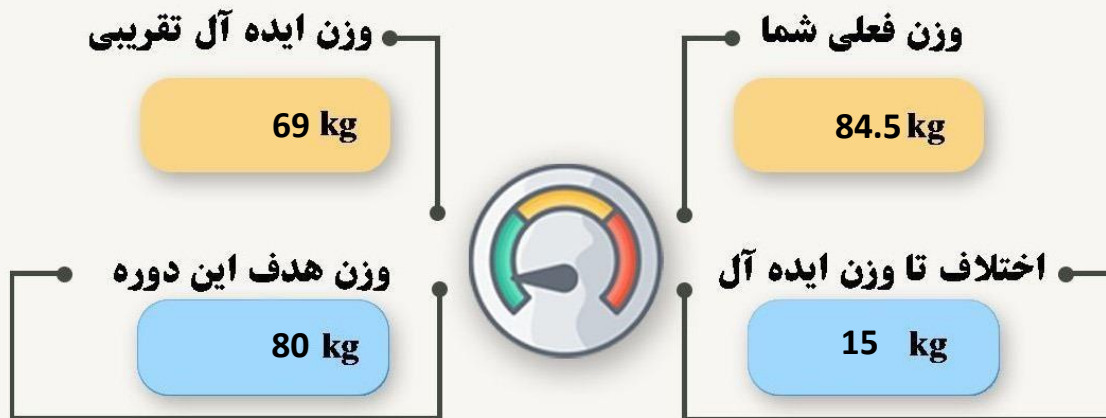 وزن فعلی شما
84.5 kg
وزن ایده آل تقریبی
69 kg
اختلاف تا وزن ایده آل
15 kg
وزن هدف این دوره
80 kg